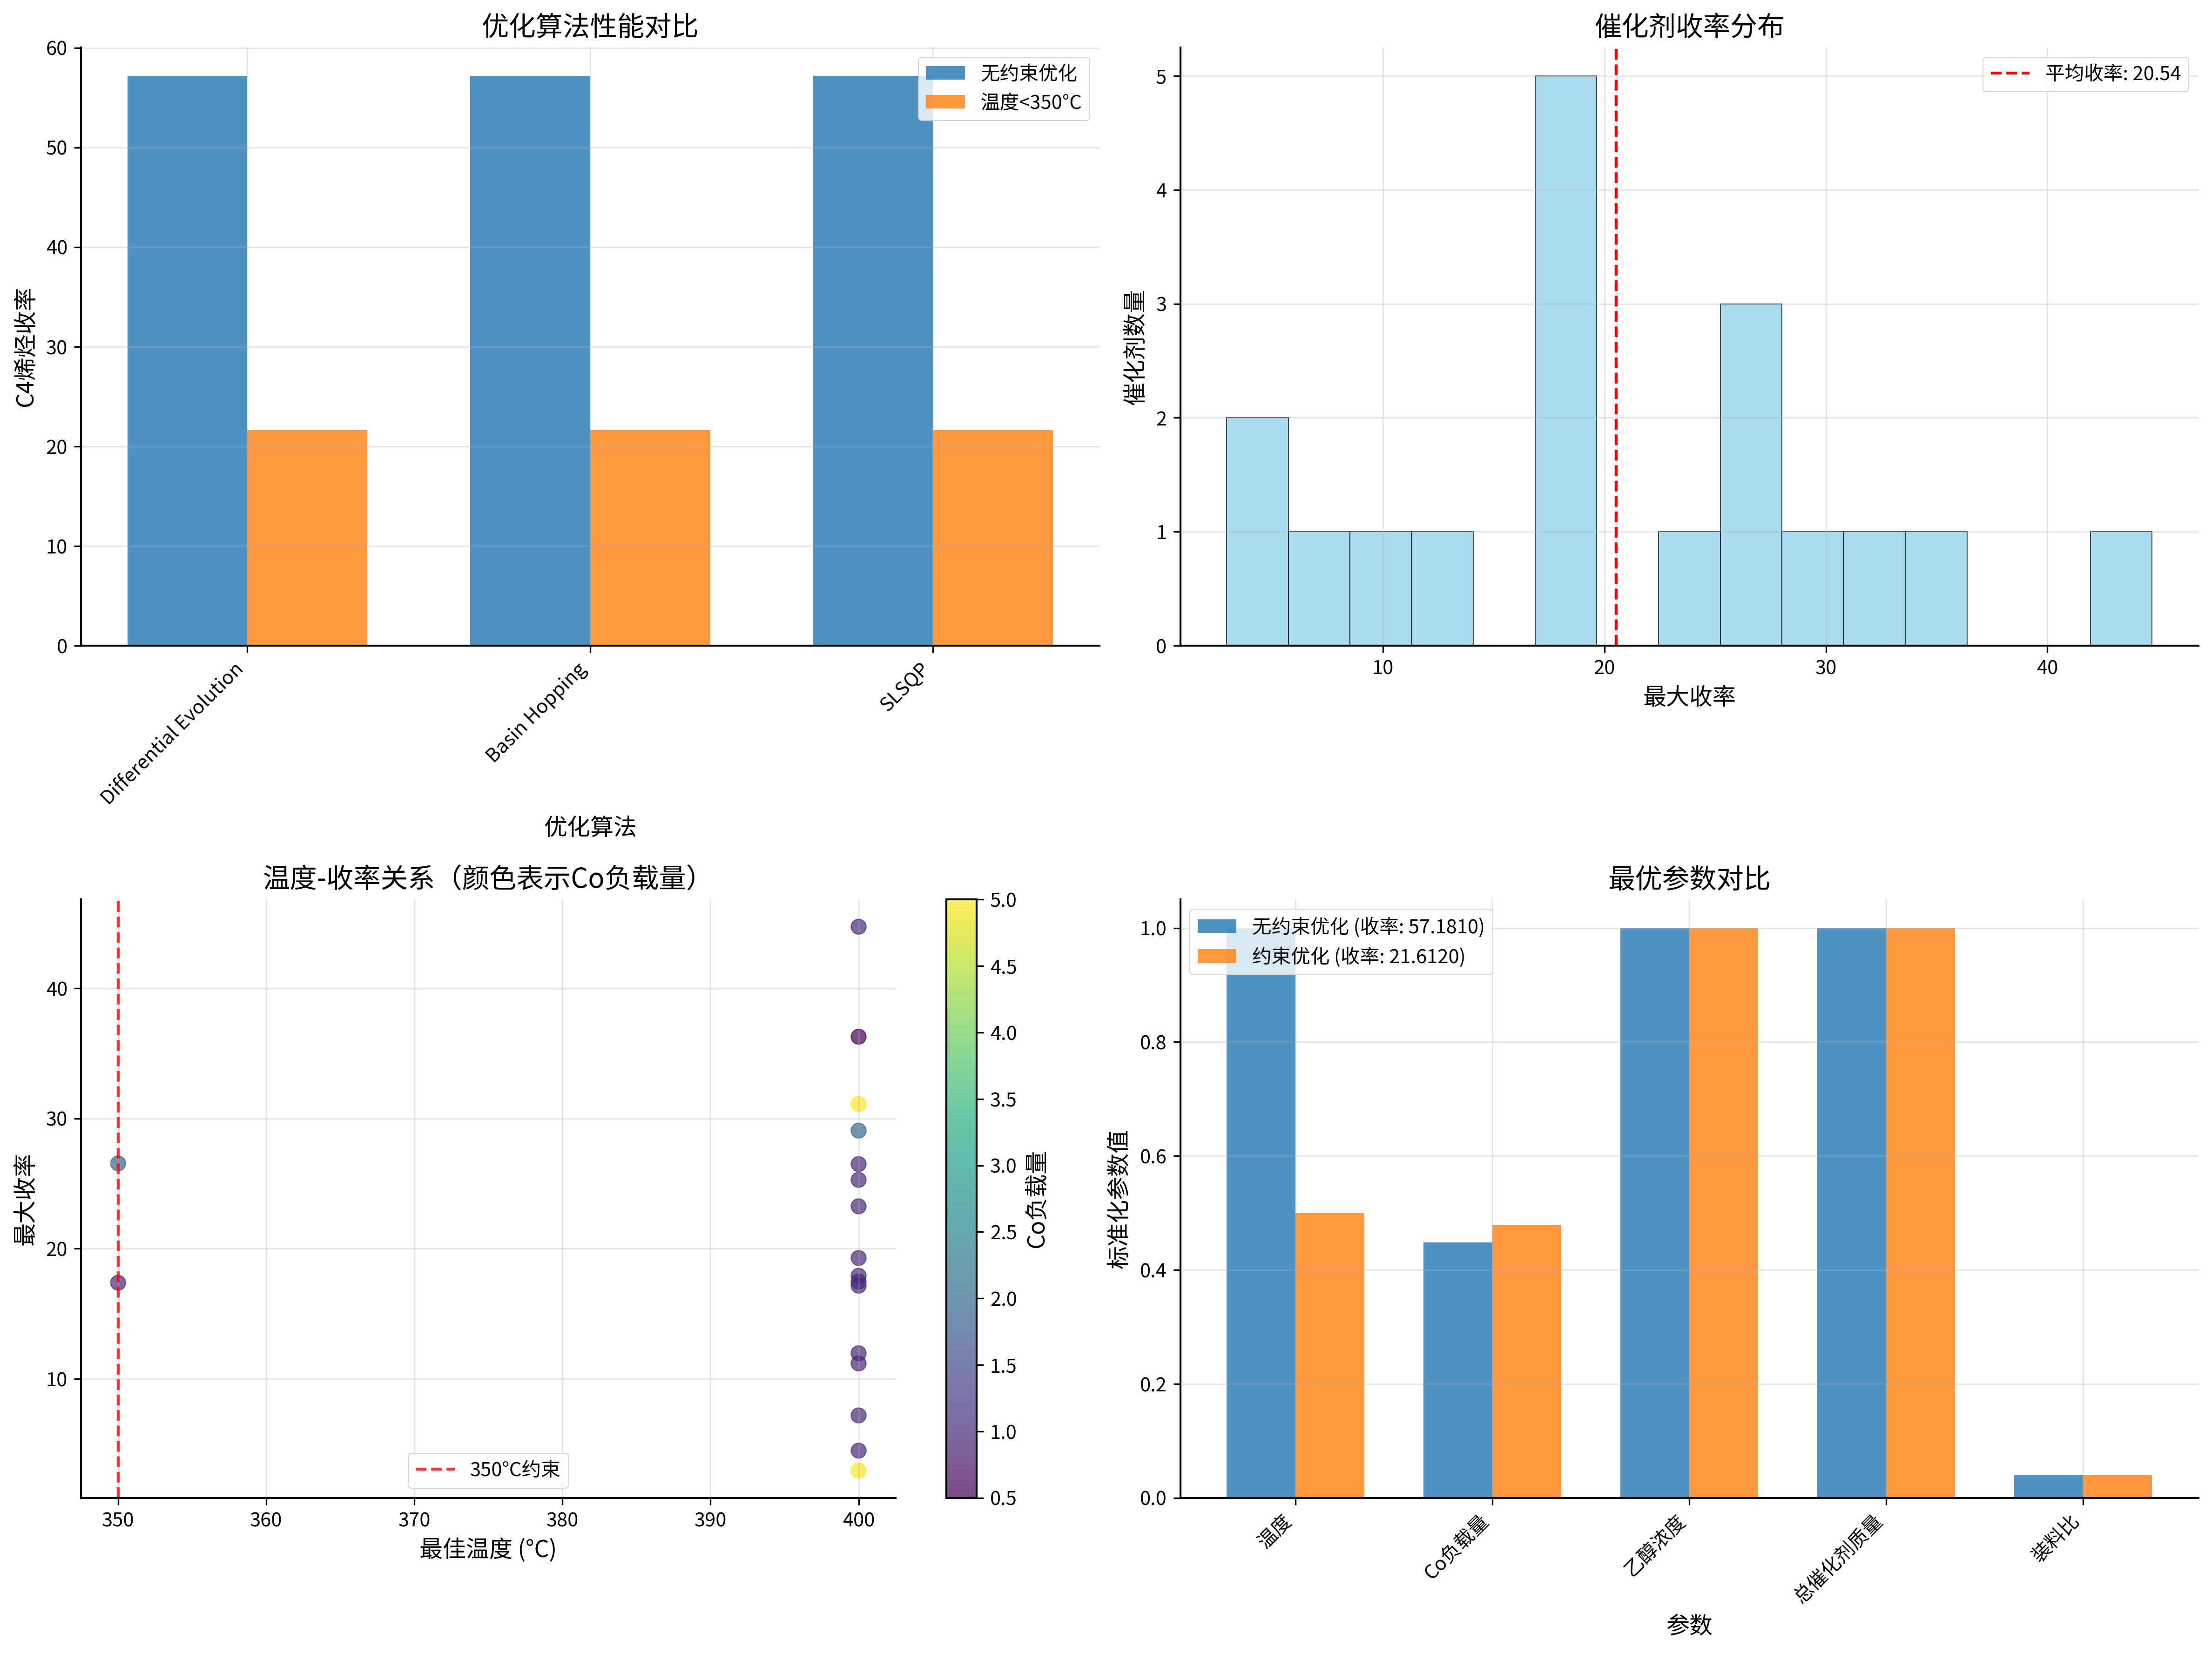 优化算法性能对比
60
50
40
30
20
10
0
C4烯烃收率
无约束优化
温度<350°C
Differential Evolution
Basin Hopping
SLSQP
优化算法
催化剂收率分布
5
4
3
2
1
0
催化剂数量
平均收率: 20.54
10
20
30
40
最大收率
温度-收率关系（颜色表示Co负载量）
40
30
20
10
最大收率
350°C约束
350
360
370
380
390
400
最佳温度 (°C)
5.0
4.5
4.0
3.5
3.0
2.5
2.0
1.5
1.0
0.5
Co负载量
最优参数对比
1.0
0.8
0.6
0.4
0.2
0.0
标准化参数值
无约束优化 (收率: 57.1810)
约束优化 (收率: 21.6120)
温度
Co负载量
乙醇浓度
总催化剂质量
装料比
参数